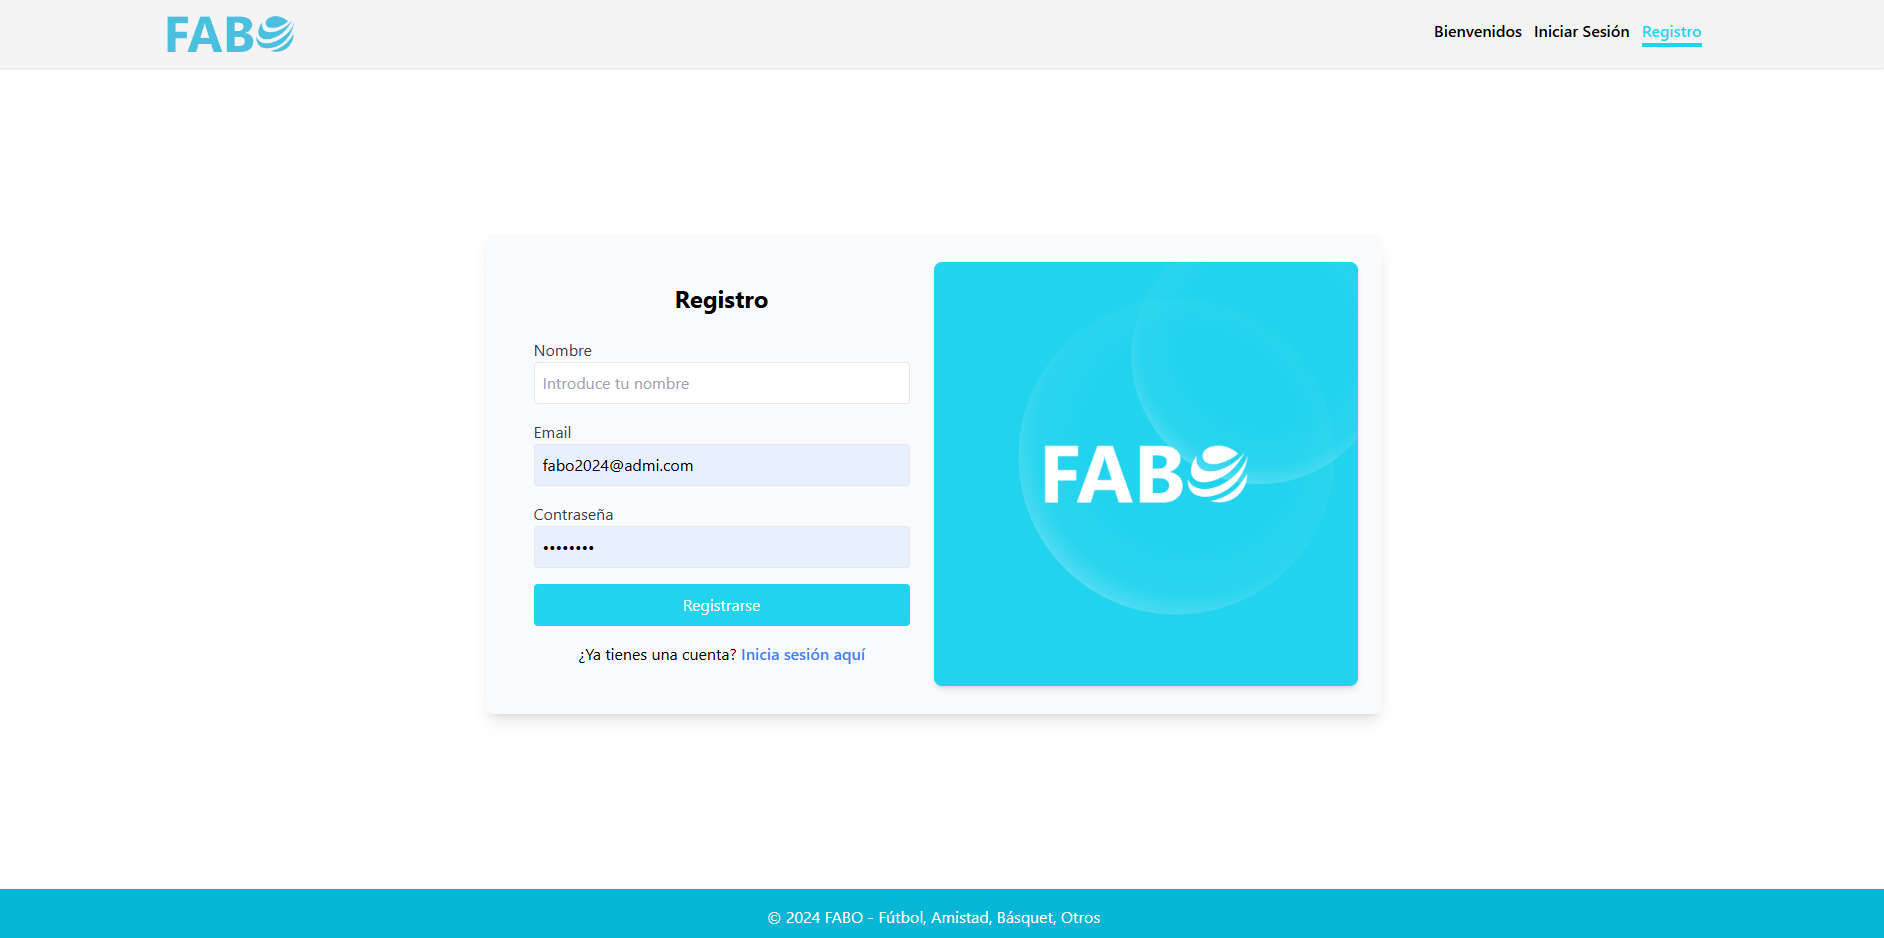 FABO
Bienvenidos Iniciar Sesión Registro
Registro
Nombre
Introduce tu nombre
Email
fabo2024@admi.com
Contraseña
••••••••
Registrarse
¿Ya tienes una cuenta? Inicia sesión aquí
FABO
© 2024 FABO - Fútbol, Amistad, Básquet, Otros